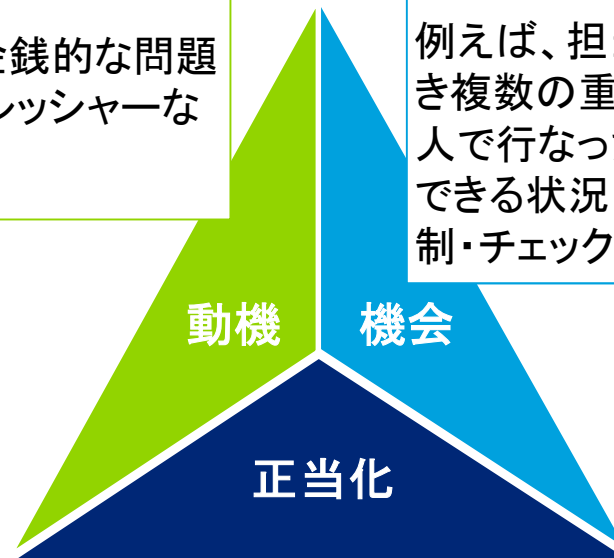 金銭的な問題
レッシャーな
例えば、担
き複数の重
人で行なっ
できる状況
制・チェック
動機
機会
正当化